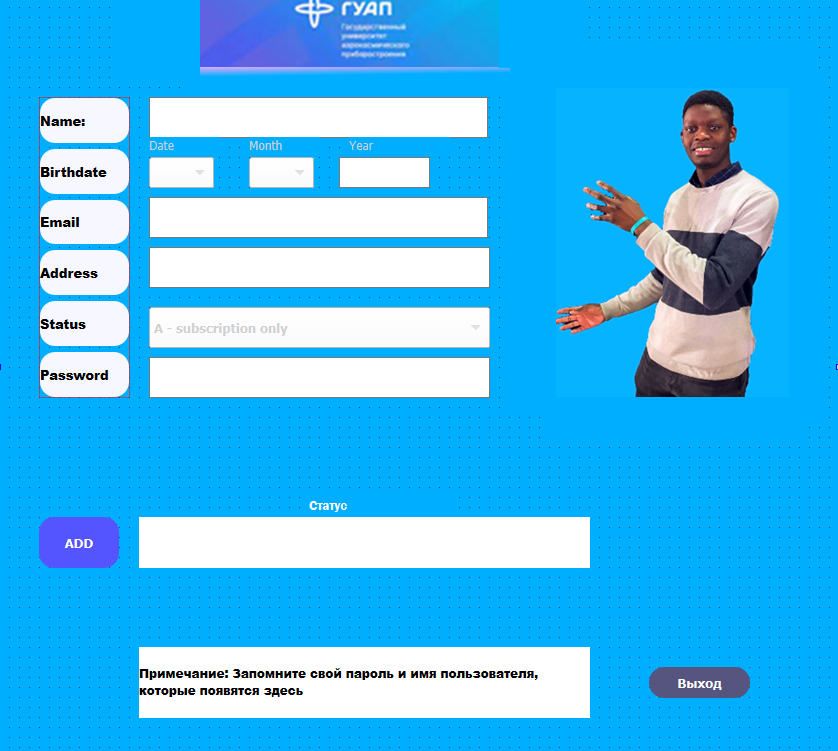 ГУАП
Государственный
университет
аэрокосмического
приборостроения
Name:
Date Month Year
Birthdate
Email
Address
Status A - subscription only
Password
Статус
ADD
Примечание: Запомните свой пароль и имя пользователя,
которые появятся здесь
Выход